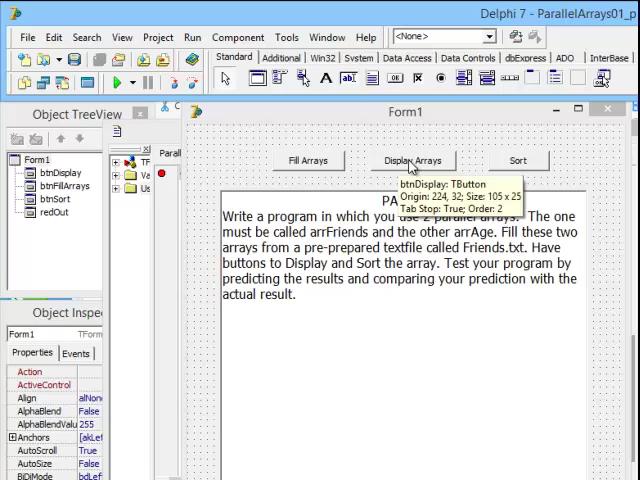 Delphi 7 - ParallelArrays01_p
File Edit Search View Project Run Component Tools Window Help <None>
Standard Additional Win32 System Data Access Data Controls dbExpress ADO InterBase
Object TreeView
Form1
Form1
btnDisplay
btnFillArrays
btnSort
redOut
Paral
Fill Arrays
Display Arrays
Sort
btnDisplay: TButton
Origin: 224, 32; Size: 105 x 25
Tab Stop: True; Order: 2
PA
Write a program in which you use 2 parallel arrays. The one
must be called arrFriends and the other arrAge. Fill these two
arrays from a pre-prepared textfile called Friends.txt. Have
buttons to Display and Sort the array. Test your program by
predicting the results and comparing your prediction with the
actual result.
Object Inspec
Form1 TForm
Properties Events
Action
ActiveControl
Align alNon
AlphaBlend False
AlphaBlendValu 255
Anchors [akLef
AutoScroll True
AutoSize False
BiDiMode bdLef